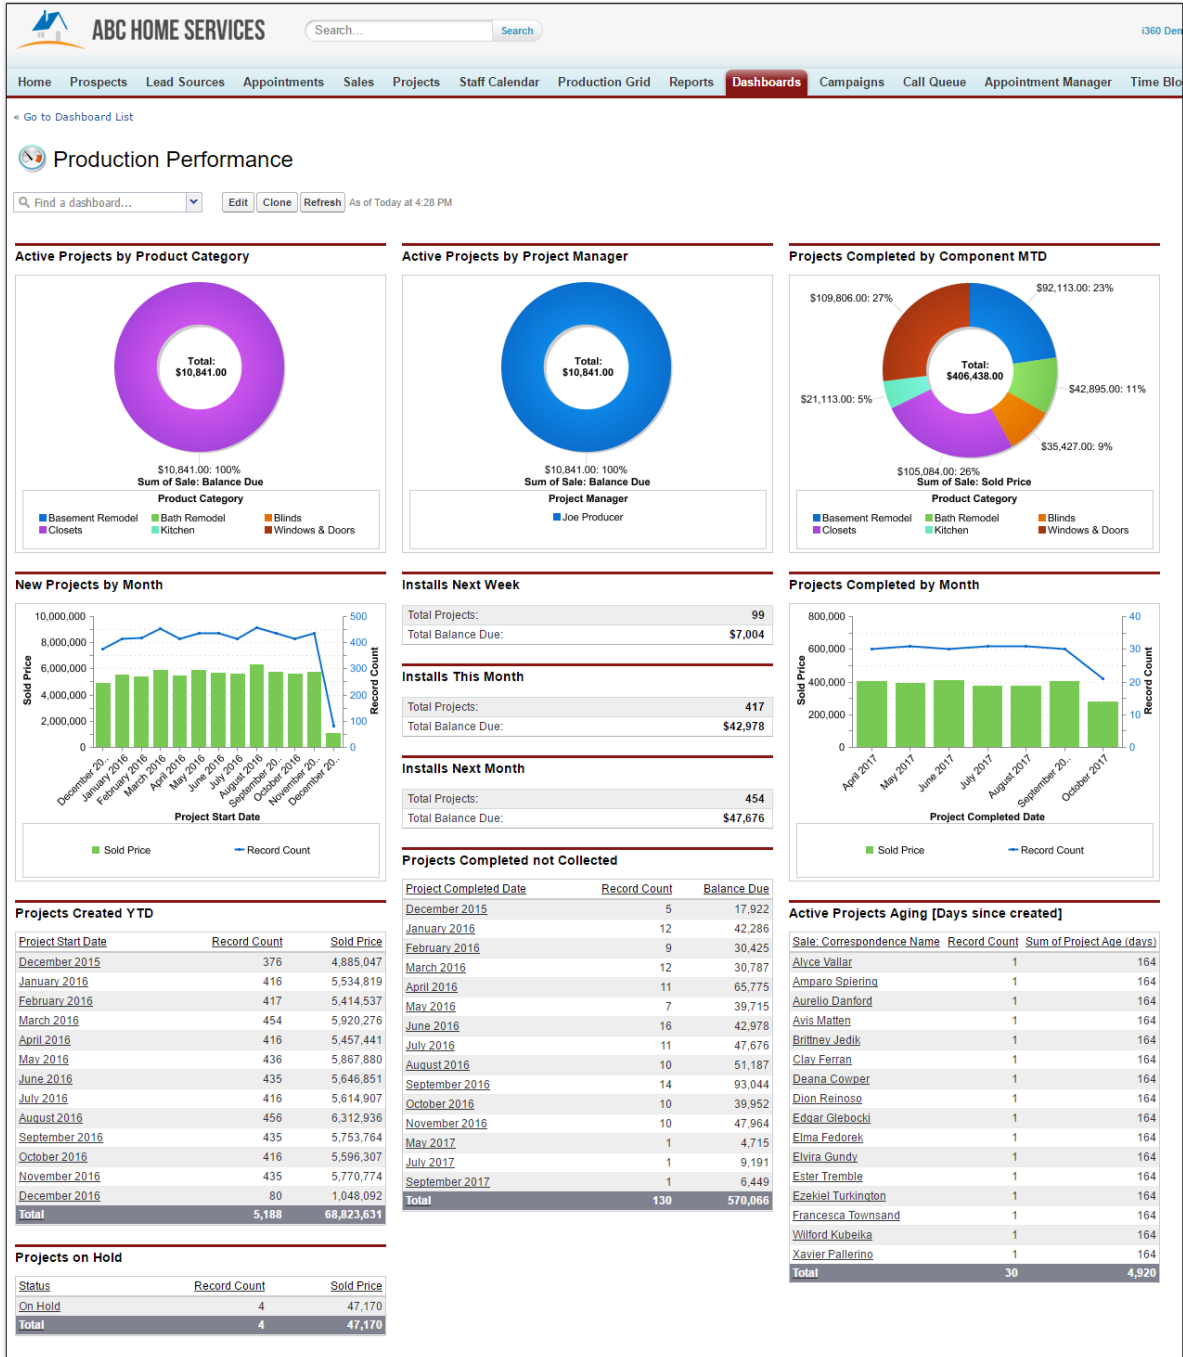 ABC HOME SERVICES
Search...
Search
i360 Den
Home Prospects Lead Sources Appointments Sales Projects Staff Calendar Production Grid Reports Dashboards Campaigns Call Queue Appointment Manager Time Blo
« Go to Dashboard List
Production Performance
Find a dashboard...
Edit Clone Refresh As of Today at 4:28 PM
Active Projects by Product Category
Total:
$10,841.00
$10,841.00: 100%
Sum of Sale: Balance Due
Product Category
Basement Remodel Bath Remodel Blinds
Closets Kitchen Windows & Doors
Active Projects by Project Manager
Total:
$10,841.00
$10,841.00: 100%
Sum of Sale: Balance Due
Project Manager
Joe Producer
Projects Completed by Component MTD
$92,113.00: 23%
$109,806.00: 27%
Total:
$406,438.00
$42,895.00: 11%
$21,113.00: 5%
$35,427.00: 9%
$105,084.00: 26%
Sum of Sale: Sold Price
Product Category
Basement Remodel Bath Remodel Blinds
Closets Kitchen Windows & Doors
New Projects by Month
10,000,000
8,000,000
6,000,000
4,000,000
2,000,000
0
Sold Price
500
400
300
200
100
0
Record Count
December 20..
January 2016
February 2016
March 2016
April 2016
May 2016
June 2016
July 2016
August 2016
September 20..
October 2016
November 20..
December 20..
Project Start Date
Sold Price Record Count
Installs Next Week
Total Projects: 99
Total Balance Due: $7,004
Installs This Month
Total Projects: 417
Total Balance Due: $42,978
Installs Next Month
Total Projects: 454
Total Balance Due: $47,676
Projects Completed by Month
800,000
600,000
400,000
200,000
0
Sold Price
40
30
20
10
0
Record Count
April 2017
May 2017
June 2017
July 2017
August 2017
September 20..
October 2017
Project Completed Date
Sold Price Record Count
Projects Created YTD
Project Start Date Record Count Sold Price
December 2015 376 4,885,047
January 2016 416 5,534,819
February 2016 417 5,414,537
March 2016 454 5,920,276
April 2016 416 5,457,441
May 2016 436 5,867,880
June 2016 435 5,646,851
July 2016 416 5,614,907
August 2016 456 6,312,936
September 2016 435 5,753,764
October 2016 416 5,596,307
November 2016 435 5,770,774
December 2016 80 1,048,092
Total 5,188 68,823,631
Projects on Hold
Status Record Count Sold Price
On Hold 4 47,170
Total 4 47,170
Projects Completed not Collected
Project Completed Date Record Count Balance Due
December 2015 5 17,922
January 2016 12 42,286
February 2016 9 30,425
March 2016 12 30,787
April 2016 11 65,775
May 2016 7 39,715
June 2016 16 42,978
July 2016 11 47,676
August 2016 10 51,187
September 2016 14 93,044
October 2016 10 39,952
November 2016 10 47,964
May 2017 1 4,715
July 2017 1 9,191
September 2017 1 6,449
Total 130 570,066
Active Projects Aging [Days since created]
Sale: Correspondence Name Record Count Sum of Project Age (days)
Alyce Vallar 1 164
Amparo Spiering 1 164
Aurelio Danford 1 164
Avis Matten 1 164
Brittney Jedik 1 164
Clay Ferran 1 164
Deana Cowper 1 164
Dion Reinoso 1 164
Edgar Glebocki 1 164
Elma Fedorek 1 164
Elvira Gundy 1 164
Ester Tremble 1 164
Ezekiel Turkington 1 164
Francesca Townsand 1 164
Wilford Kubeika 1 164
Xavier Pallerino 1 164
Total 30 4,920